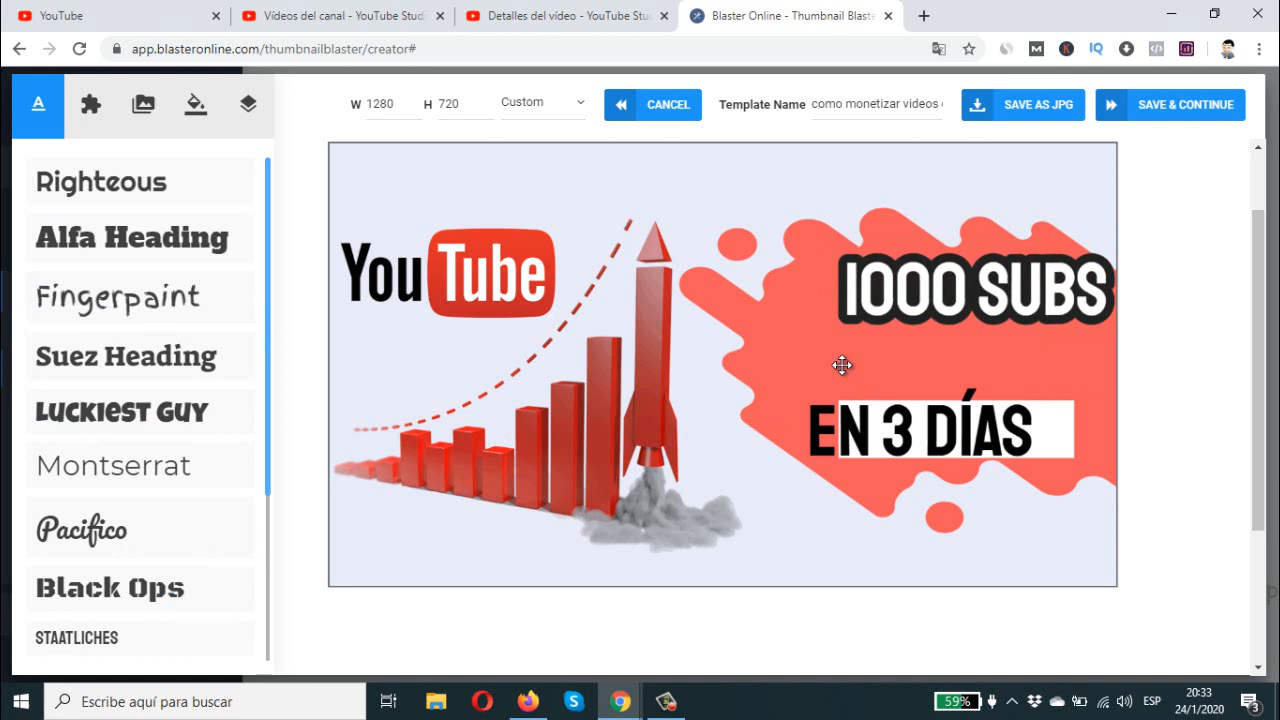 YouTube
Vídeos del canal - YouTube Studi
Detalles del vídeo - YouTube Stu
Blaster Online - Thumbnail Blaste
app.blasteronline.com/thumbnailblaster/creator#
M
K
IQ
A
W 1280 H 720 Custom
CANCEL
Template Name como monetizar videos
SAVE AS JPG
SAVE & CONTINUE
Righteous
Alfa Heading
Fingerpaint
Suez Heading
LUCKIEST GUY
Montserrat
Pacifico
Black Ops
STAATLICHES
YouTube
1000 SUBS
EN 3 DÍAS
Escribe aquí para buscar
59%
ESP
20:33
24/1/2020
3